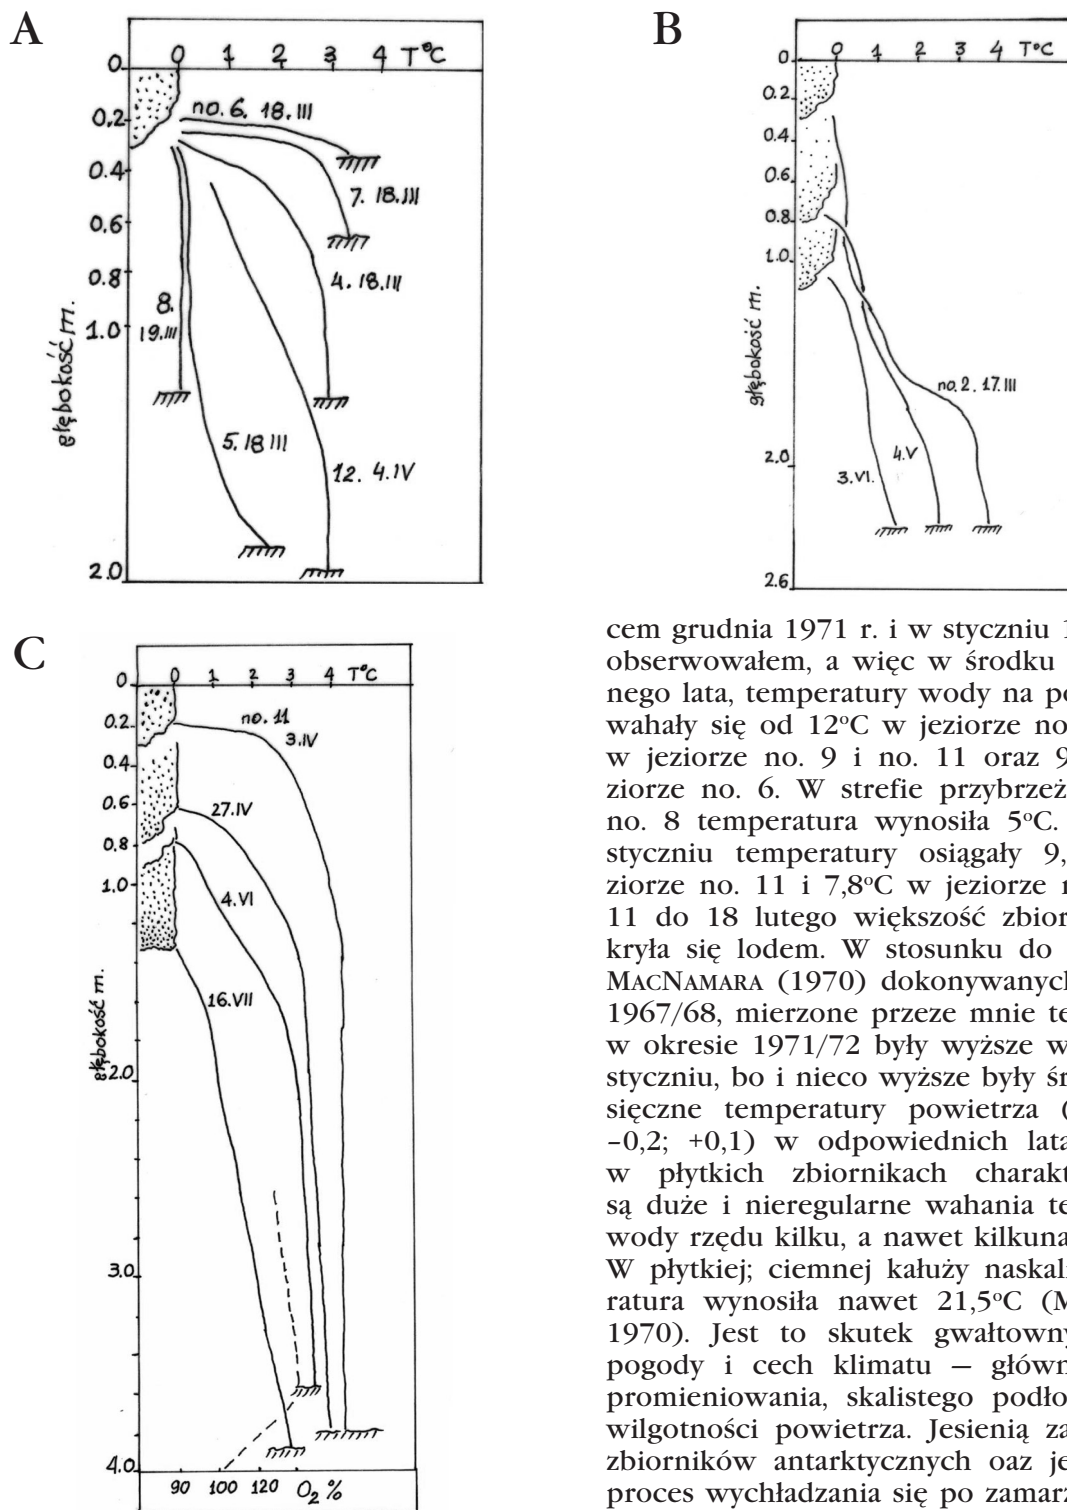 A
0 1 2 3 4 T°C
0
no. 6. 18. III
0.2
7. 18. III
0.4
0.6
4. 18. III
0.8
8.
19. III
1.0
5. 18 III
12. 4. IV
2.0
głębokość m.
B
0 1 2 3 4 T°C
0
0.2
0.4
0.6
0.8
1.0
no. 2. 17. III
4. V
3. VI.
2.0
2.6
głębokość m.
C
0 1 2 3 4 T°C
0
no. 11
3. IV
0.2
0.4
27. IV
0.6
0.8
4. VI
1.0
16. VII
2.0
3.0
4.0
głębokość m.
90 100 120 O2 %
cem grudnia 1971 r. i w styczniu 1
obserwowałem, a więc w środku
nego lata, temperatury wody na po
wahały się od 12°C w jeziorze no
w jeziorze no. 9 i no. 11 oraz 9
ziorze no. 6. W strefie przybrzeż
no. 8 temperatura wynosiła 5°C.
styczniu temperatury osiągały 9,
ziorze no. 11 i 7,8°C w jeziorze n
11 do 18 lutego większość zbior
kryła się lodem. W stosunku do
MACNAMARA (1970) dokonywanych
1967/68, mierzone przeze mnie te
w okresie 1971/72 były wyższe w
styczniu, bo i nieco wyższe były śr
sięczne temperatury powietrza (
−0,2; +0,1) w odpowiednich lata
w płytkich zbiornikach charakt
są duże i nieregularne wahania te
wody rzędu kilku, a nawet kilkuna
W płytkiej; ciemnej kałuży naskali
ratura wynosiła nawet 21,5°C (M
1970). Jest to skutek gwałtowny
pogody i cech klimatu — główn
promieniowania, skalistego podło
wilgotności powietrza. Jesienią za
zbiorników antarktycznych oaz je
proces wychładzania się po zamarz